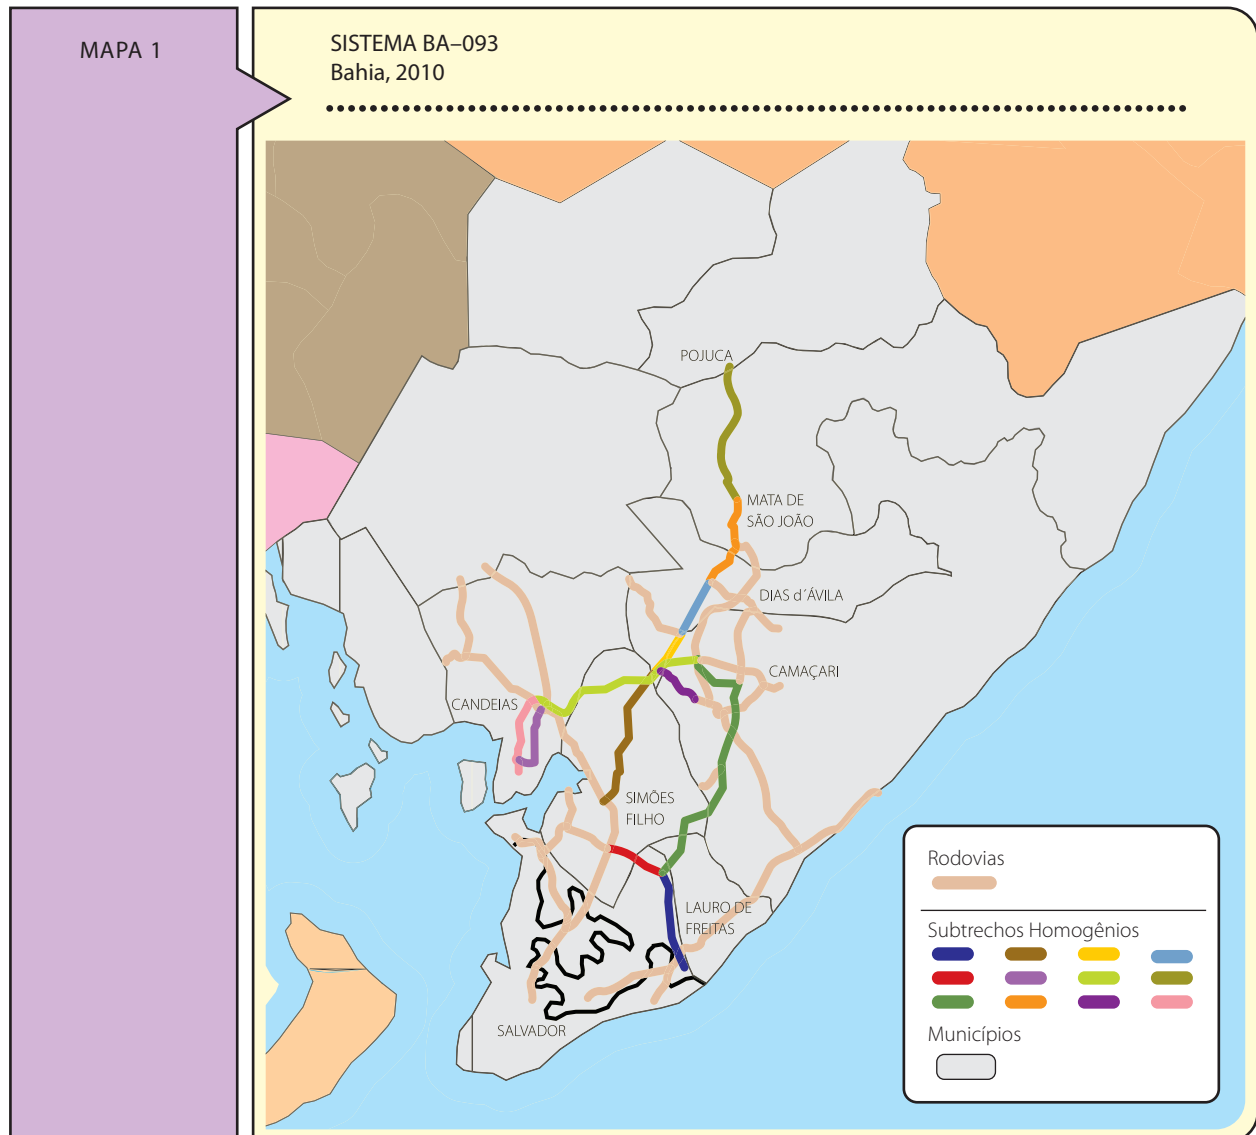 MAPA 1
SISTEMA BA–093
Bahia, 2010
POJUCA
MATA DE
SÃO JOÃO
DIAS d´ÁVILA
CAMAÇARI
CANDEIAS
SIMÕES
FILHO
LAURO DE
FREITAS
SALVADOR
Rodovias
Subtrechos Homogênios
Municípios